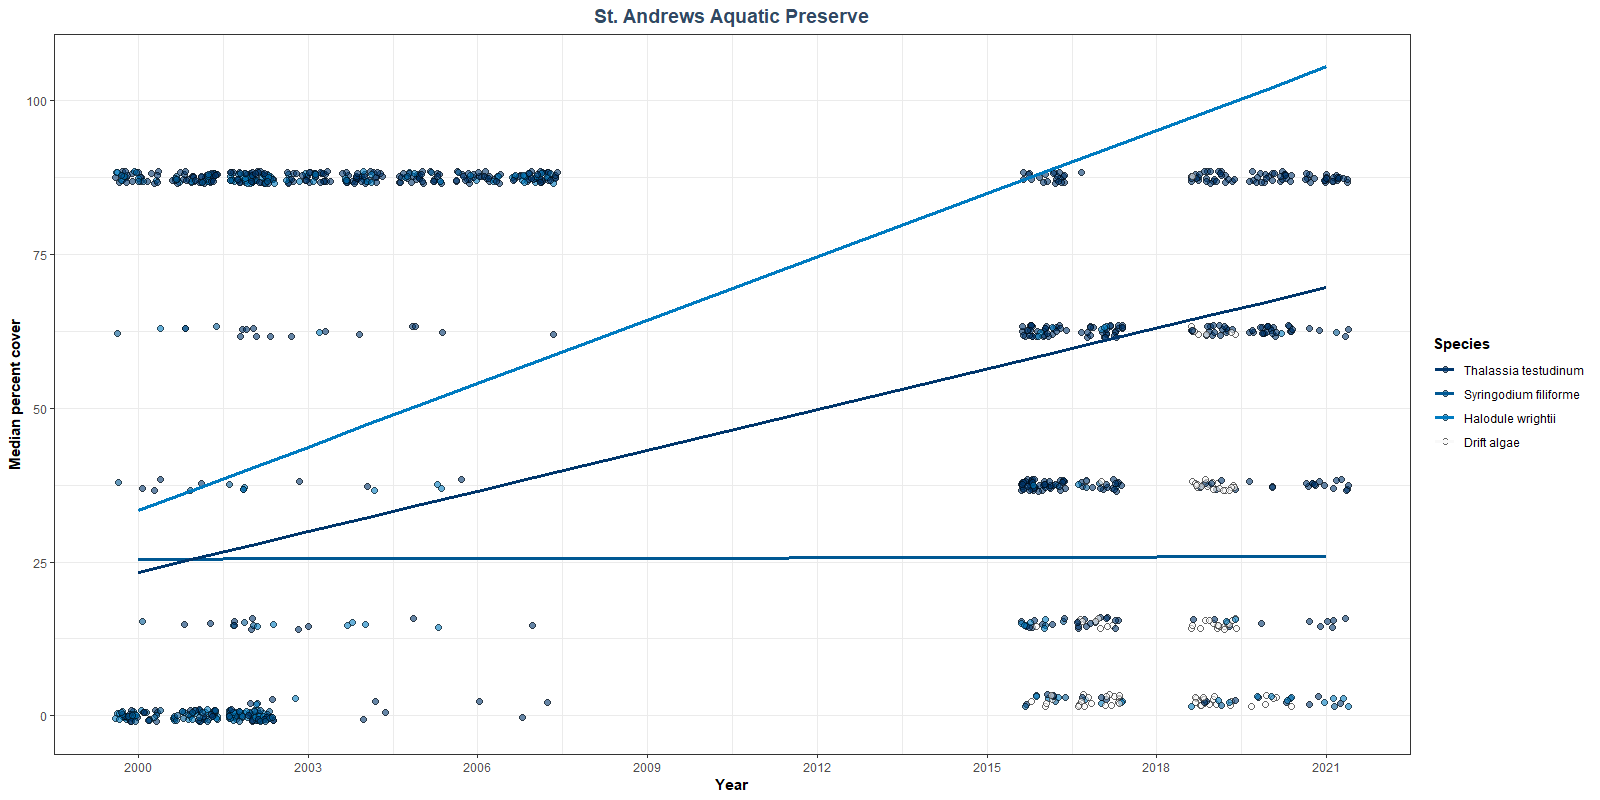 St. Andrews Aquatic Preserve
Median percent cover
100
75
50
25
0
2000 2003 2006 2009 2012 2015 2018 2021
Year
Species
Thalassia testudinum
Syringodium filiforme
Halodule wrightii
Drift algae